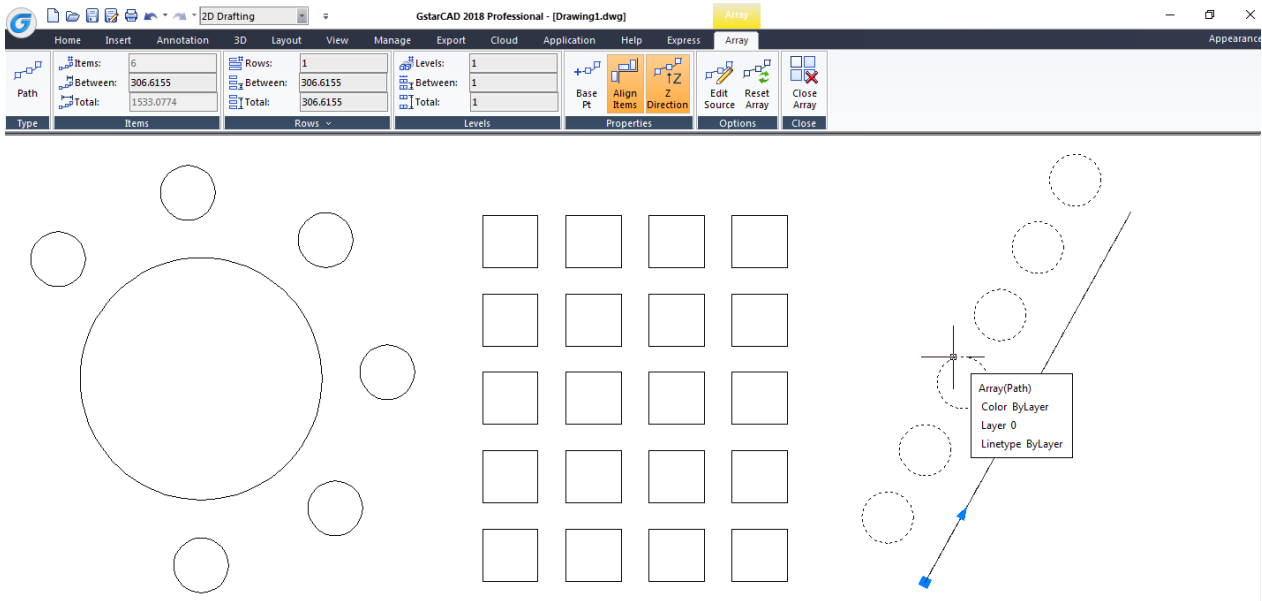 2D Drafting GstarCAD 2018 Professional - [Drawing1.dwg] Array
Home Insert Annotation 3D Layout View Manage Export Cloud Application Help Express Array Appearance
Items: 6 Rows: 1 Levels: 1
Between: 306.6155 Between: 306.6155 Between: 1
Total: 1533.0774 Total: 306.6155 Total: 1
Path Base Pt Align Items Z Direction Edit Source Reset Array Close Array
Type Items Rows Levels Properties Options Close
Array(Path)
Color ByLayer
Layer 0
Linetype ByLayer